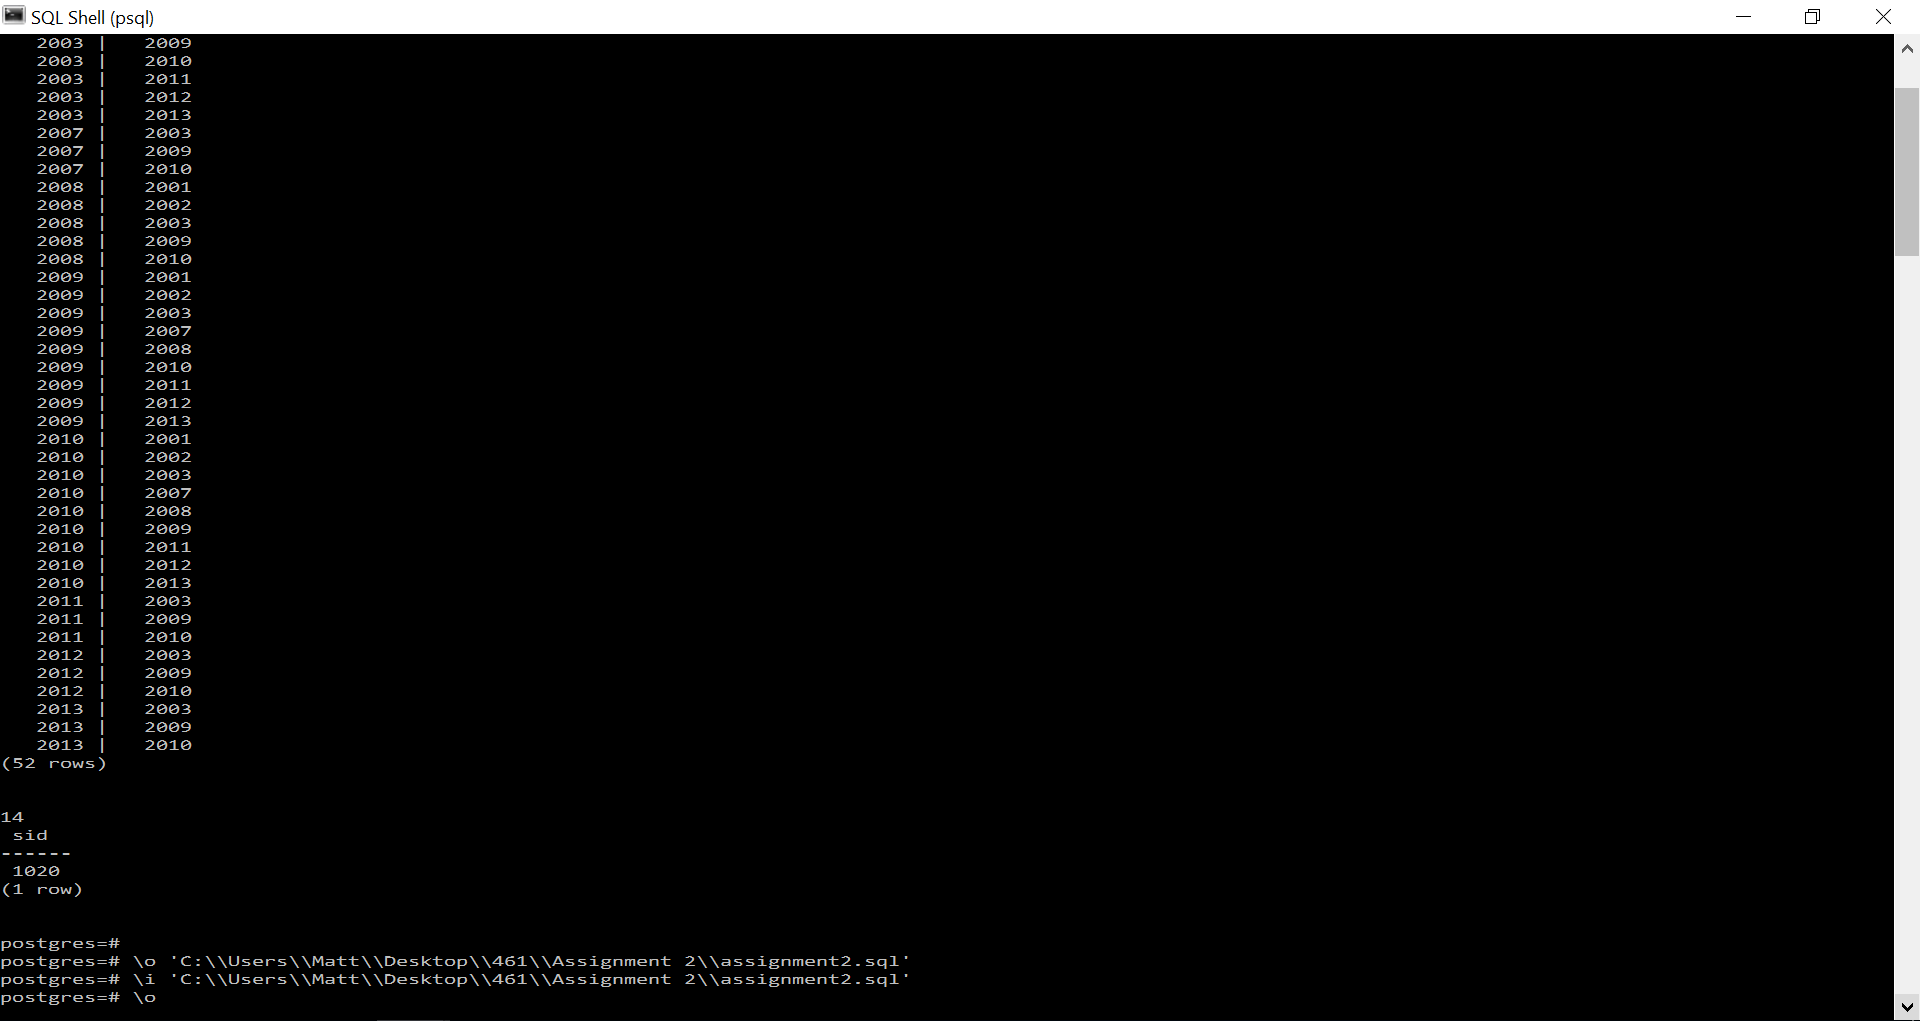 SQL Shell (psql)
2003 | 2009
2003 | 2010
2003 | 2011
2003 | 2012
2003 | 2013
2007 | 2003
2007 | 2009
2007 | 2010
2008 | 2001
2008 | 2002
2008 | 2003
2008 | 2009
2008 | 2010
2009 | 2001
2009 | 2002
2009 | 2003
2009 | 2007
2009 | 2008
2009 | 2010
2009 | 2011
2009 | 2012
2009 | 2013
2010 | 2001
2010 | 2002
2010 | 2003
2010 | 2007
2010 | 2008
2010 | 2009
2010 | 2011
2010 | 2012
2010 | 2013
2011 | 2003
2011 | 2009
2011 | 2010
2012 | 2003
2012 | 2009
2012 | 2010
2013 | 2003
2013 | 2009
2013 | 2010
(52 rows)
14
sid
------
1020
(1 row)
postgres=#
postgres=# \o 'C:\\Users\\Matt\\Desktop\\461\\Assignment 2\\assignment2.sql'
postgres=# \i 'C:\\Users\\Matt\\Desktop\\461\\Assignment 2\\assignment2.sql'
postgres=# \o